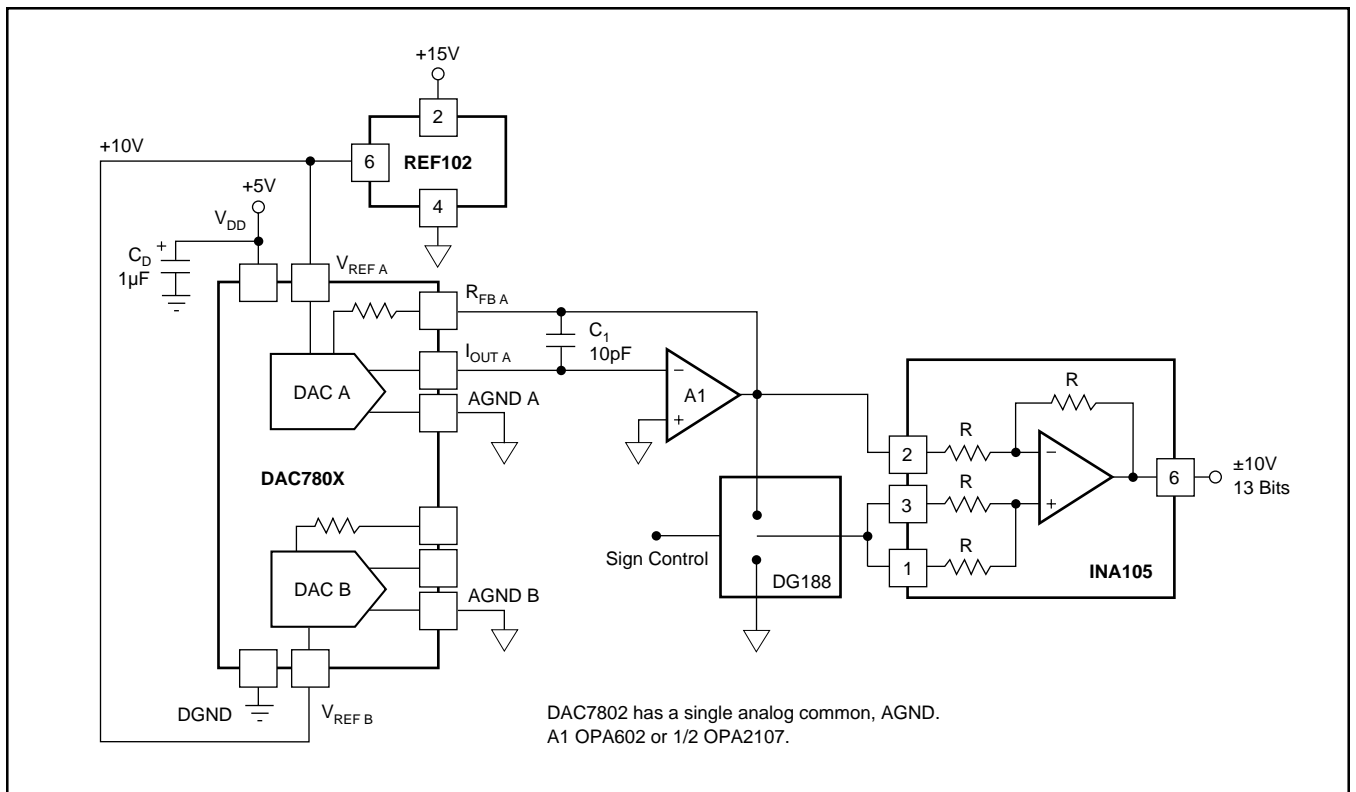 +15V
2
+10V
6
REF102
+5V
4
V_DD
C_D
+
1µF
V_REF A
R_FB A
C_1
10pF
I_OUT A
DAC A
AGND A
–
A1
+
R
R
2
–
DAC780X
3
R
+
6
±10V
13 Bits
Sign Control
R
1
DG188
INA105
DAC B
AGND B
DGND
V_REF B
DAC7802 has a single analog common, AGND.
A1 OPA602 or 1/2 OPA2107.